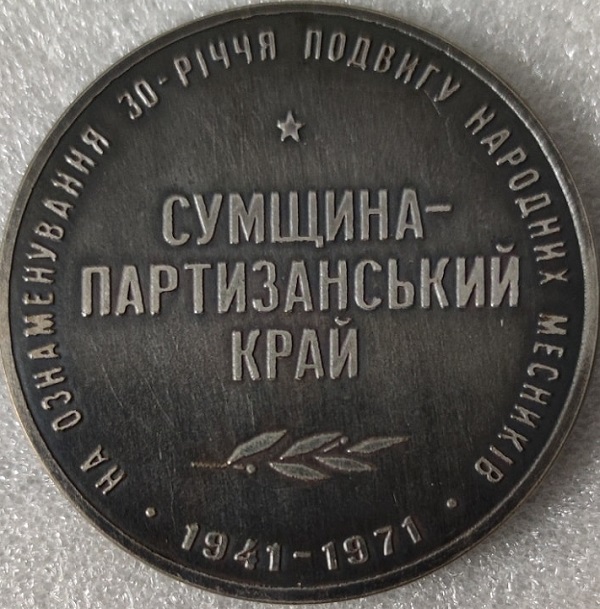 НА ОЗНАМЕНУВАННЯ 30-РІЧЧЯ ПОДВИГУ НАРОДНИХ МЕСНИКІВ
СУМЩИНА-
ПАРТИЗАНСЬКИЙ
КРАЙ
· 1941-1971 ·